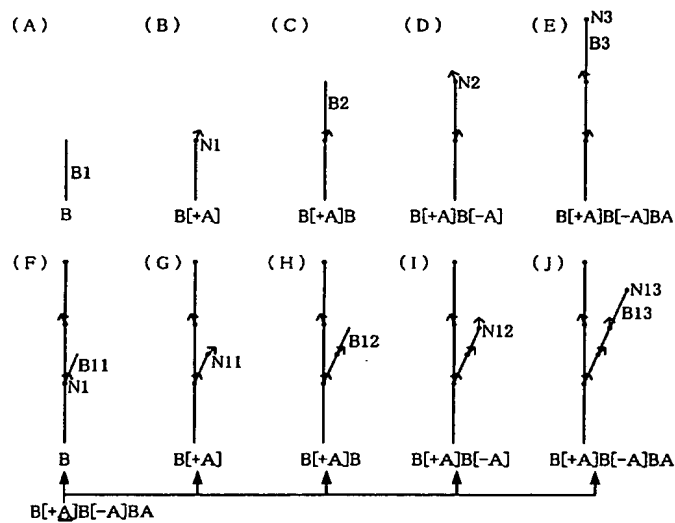 (A) (B) (C) (D) (E)
N3
B3
N2
B2
N1
B1
B B[+A] B[+A]B B[+A]B[-A] B[+A]B[-A]BA
(F) (G) (H) (I) (J)
N13
B13
N12
B12
N11
B11
N1
B B[+A] B[+A]B B[+A]B[-A] B[+A]B[-A]BA
B[+A]B[-A]BA